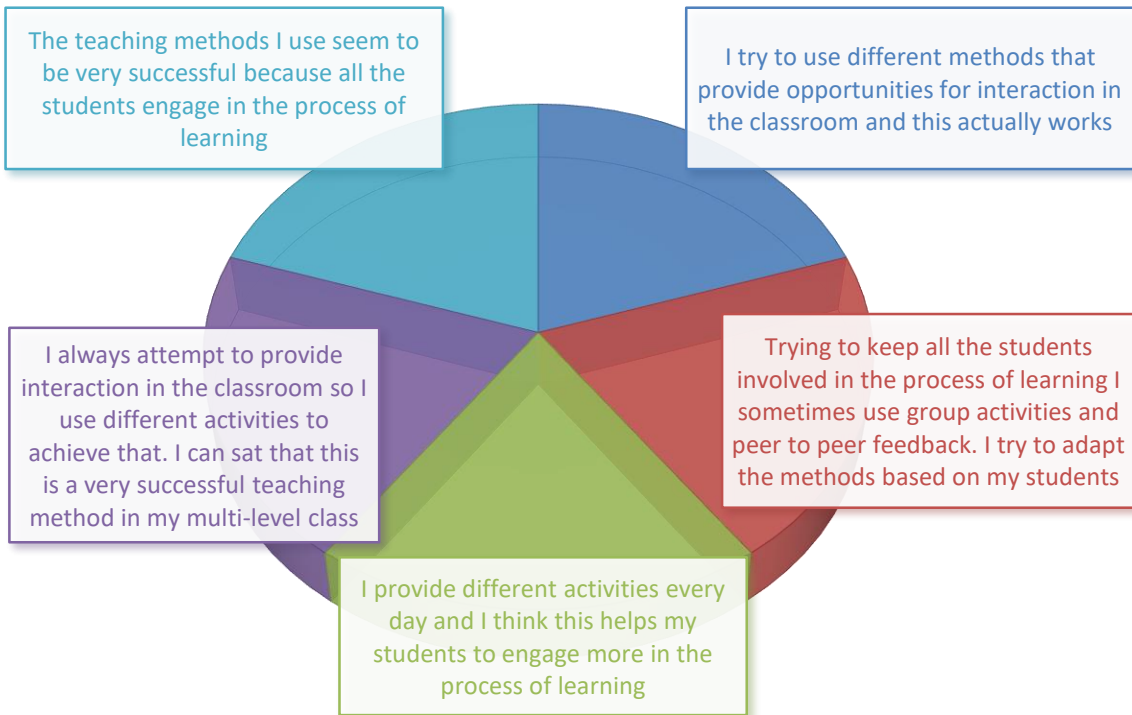 The teaching methods I use seem to
be very successful because all the
students engage in the process of
learning
I try to use different methods that
provide opportunities for interaction in
the classroom and this actually works
I always attempt to provide
interaction in the classroom so I
use different activities to
achieve that. I can sat that this
is a very successful teaching
method in my multi-level class
Trying to keep all the students
involved in the process of learning I
sometimes use group activities and
peer to peer feedback. I try to adapt
the methods based on my students
I provide different activities every
day and I think this helps my
students to engage more in the
process of learning